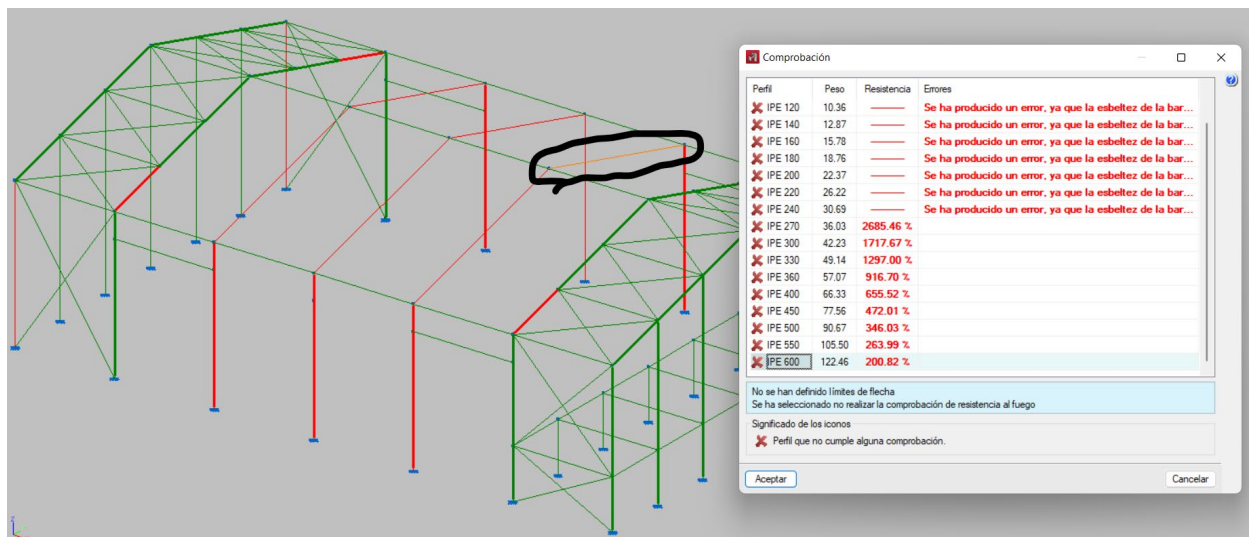 Comprobación
Perfil Peso Resistencia Errores
IPE 120 10.36 ——— Se ha producido un error, ya que la esbeltez de la bar...
IPE 140 12.87 ——— Se ha producido un error, ya que la esbeltez de la bar...
IPE 160 15.78 ——— Se ha producido un error, ya que la esbeltez de la bar...
IPE 180 18.76 ——— Se ha producido un error, ya que la esbeltez de la bar...
IPE 200 22.37 ——— Se ha producido un error, ya que la esbeltez de la bar...
IPE 220 26.22 ——— Se ha producido un error, ya que la esbeltez de la bar...
IPE 240 30.69 ——— Se ha producido un error, ya que la esbeltez de la bar...
IPE 270 36.03 2685.46 %
IPE 300 42.23 1717.67 %
IPE 330 49.14 1297.00 %
IPE 360 57.07 916.70 %
IPE 400 66.33 655.52 %
IPE 450 77.56 472.01 %
IPE 500 90.67 346.03 %
IPE 550 105.50 263.99 %
IPE 600 122.46 200.82 %
No se han definido límites de flecha
Se ha seleccionado no realizar la comprobación de resistencia al fuego
Significado de los iconos
Perfil que no cumple alguna comprobación.
Aceptar Cancelar